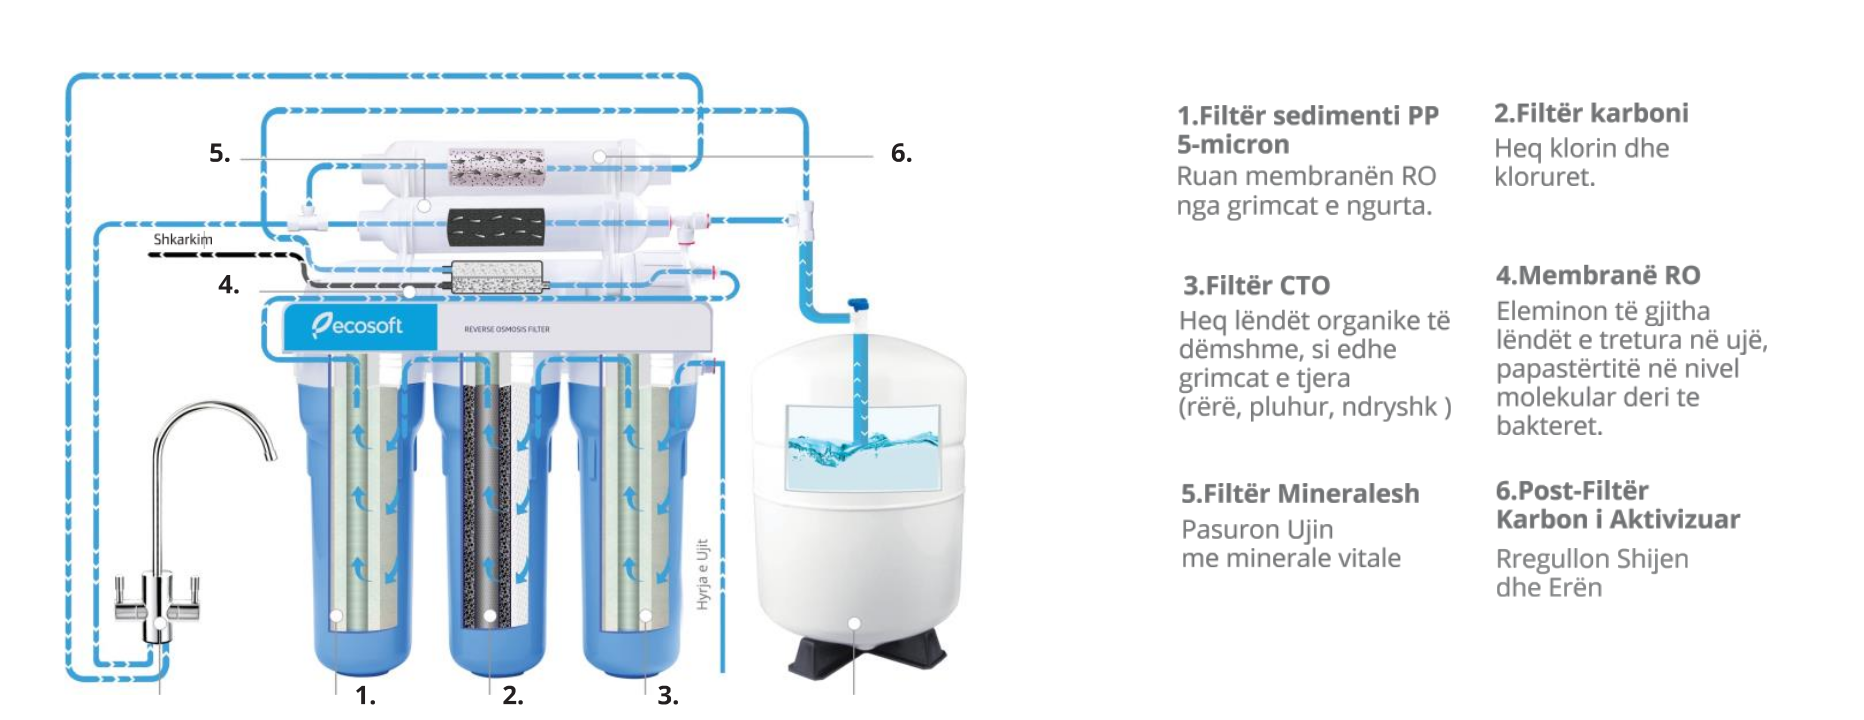 5.
6.
Shkarkim
4.
ecosoft
REVERSE OSMOSIS FILTER
Hyrja e Ujit
1.
2.
3.
1.Filtër sedimenti PP
5-micron
Ruan membranën RO
nga grimcat e ngurta.
2.Filtër karboni
Heq klorin dhe
kloruret.
3.Filtër CTO
Heq lëndët organike të
dëmshme, si edhe
grimcat e tjera
(rërë, pluhur, ndryshk )
4.Membranë RO
Eleminon të gjitha
lëndët e tretura në ujë,
papastërtitë në nivel
molekular deri te
bakteret.
5.Filtër Mineralesh
Pasuron Ujin
me minerale vitale
6.Post-Filtër
Karbon i Aktivizuar
Rregullon Shijen
dhe Erën